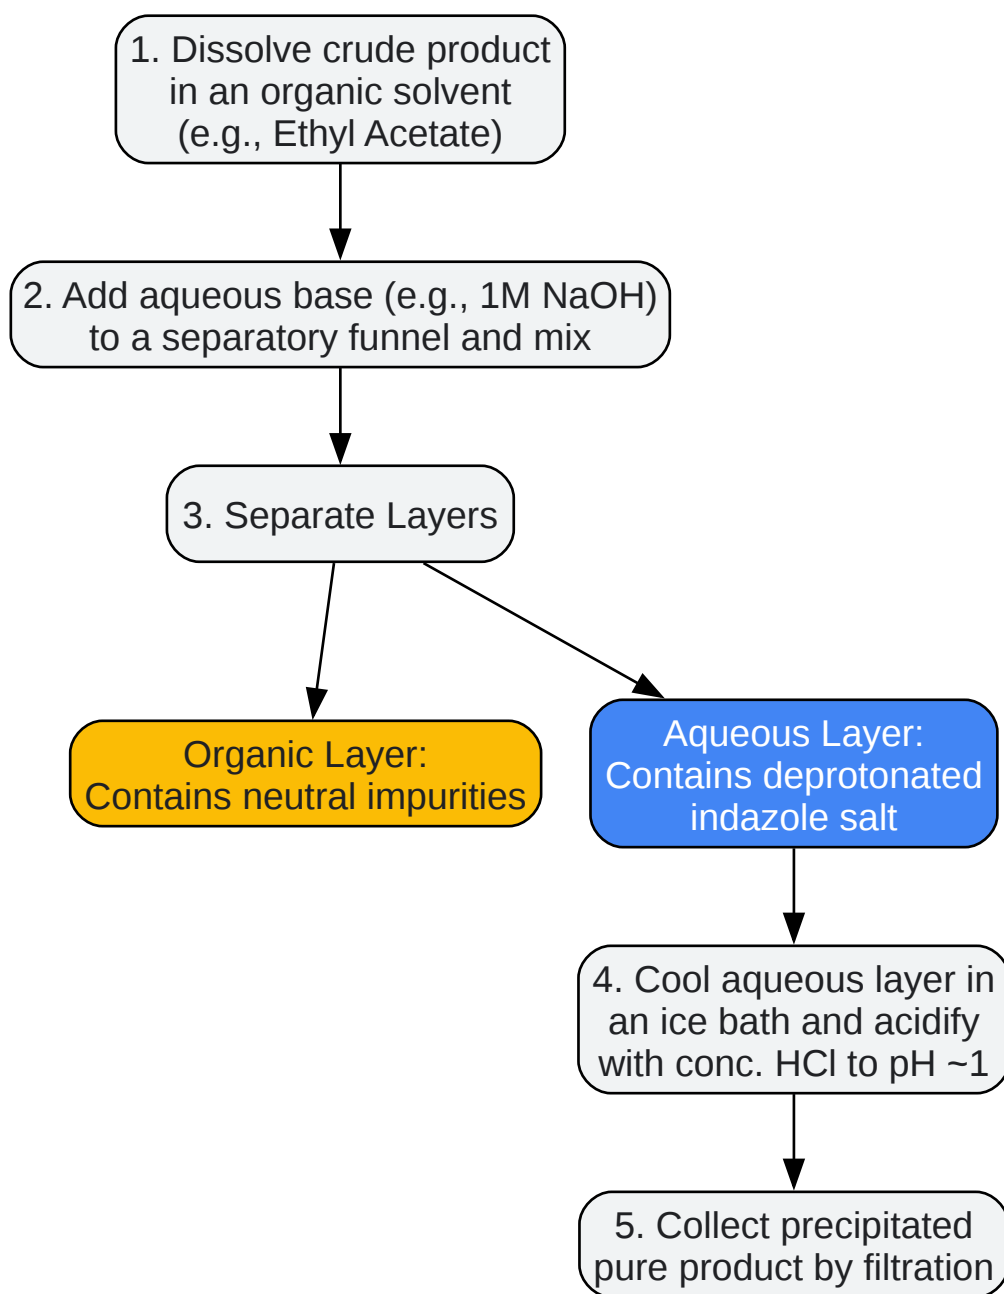 1. Dissolve crude product
in an organic solvent
(e.g., Ethyl Acetate)
2. Add aqueous base (e.g., 1M NaOH)
to a separatory funnel and mix
3. Separate Layers
Organic Layer:
Contains neutral impurities
Aqueous Layer:
Contains deprotonated
indazole salt
4. Cool aqueous layer in
an ice bath and acidify
with conc. HCl to pH ~1
5. Collect precipitated
pure product by filtration